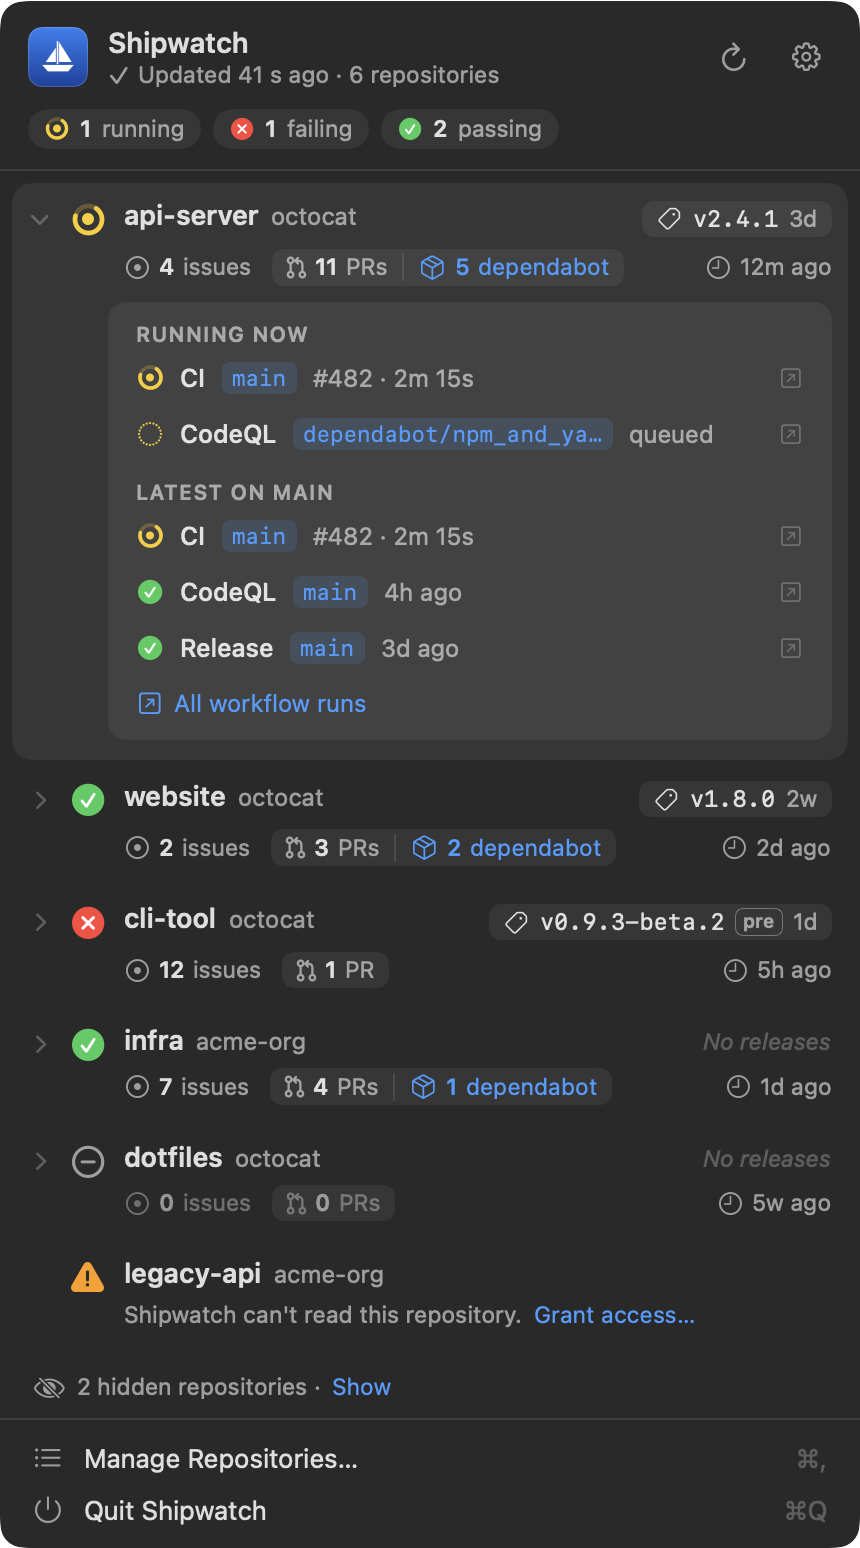 Shipwatch
Updated 41 s ago · 6 repositories
1 running 1 failing 2 passing
api-server octocat v2.4.1 3d
4 issues 11 PRs 5 dependabot 12m ago
RUNNING NOW
CI main #482 · 2m 15s
CodeQL dependabot/npm_and_ya… queued
LATEST ON MAIN
CI main #482 · 2m 15s
CodeQL main 4h ago
Release main 3d ago
All workflow runs
website octocat v1.8.0 2w
2 issues 3 PRs 2 dependabot 2d ago
cli-tool octocat v0.9.3-beta.2 pre 1d
12 issues 1 PR 5h ago
infra acme-org No releases
7 issues 4 PRs 1 dependabot 1d ago
dotfiles octocat No releases
0 issues 0 PRs 5w ago
legacy-api acme-org
Shipwatch can't read this repository. Grant access…
2 hidden repositories · Show
Manage Repositories… ⌘,
Quit Shipwatch ⌘Q